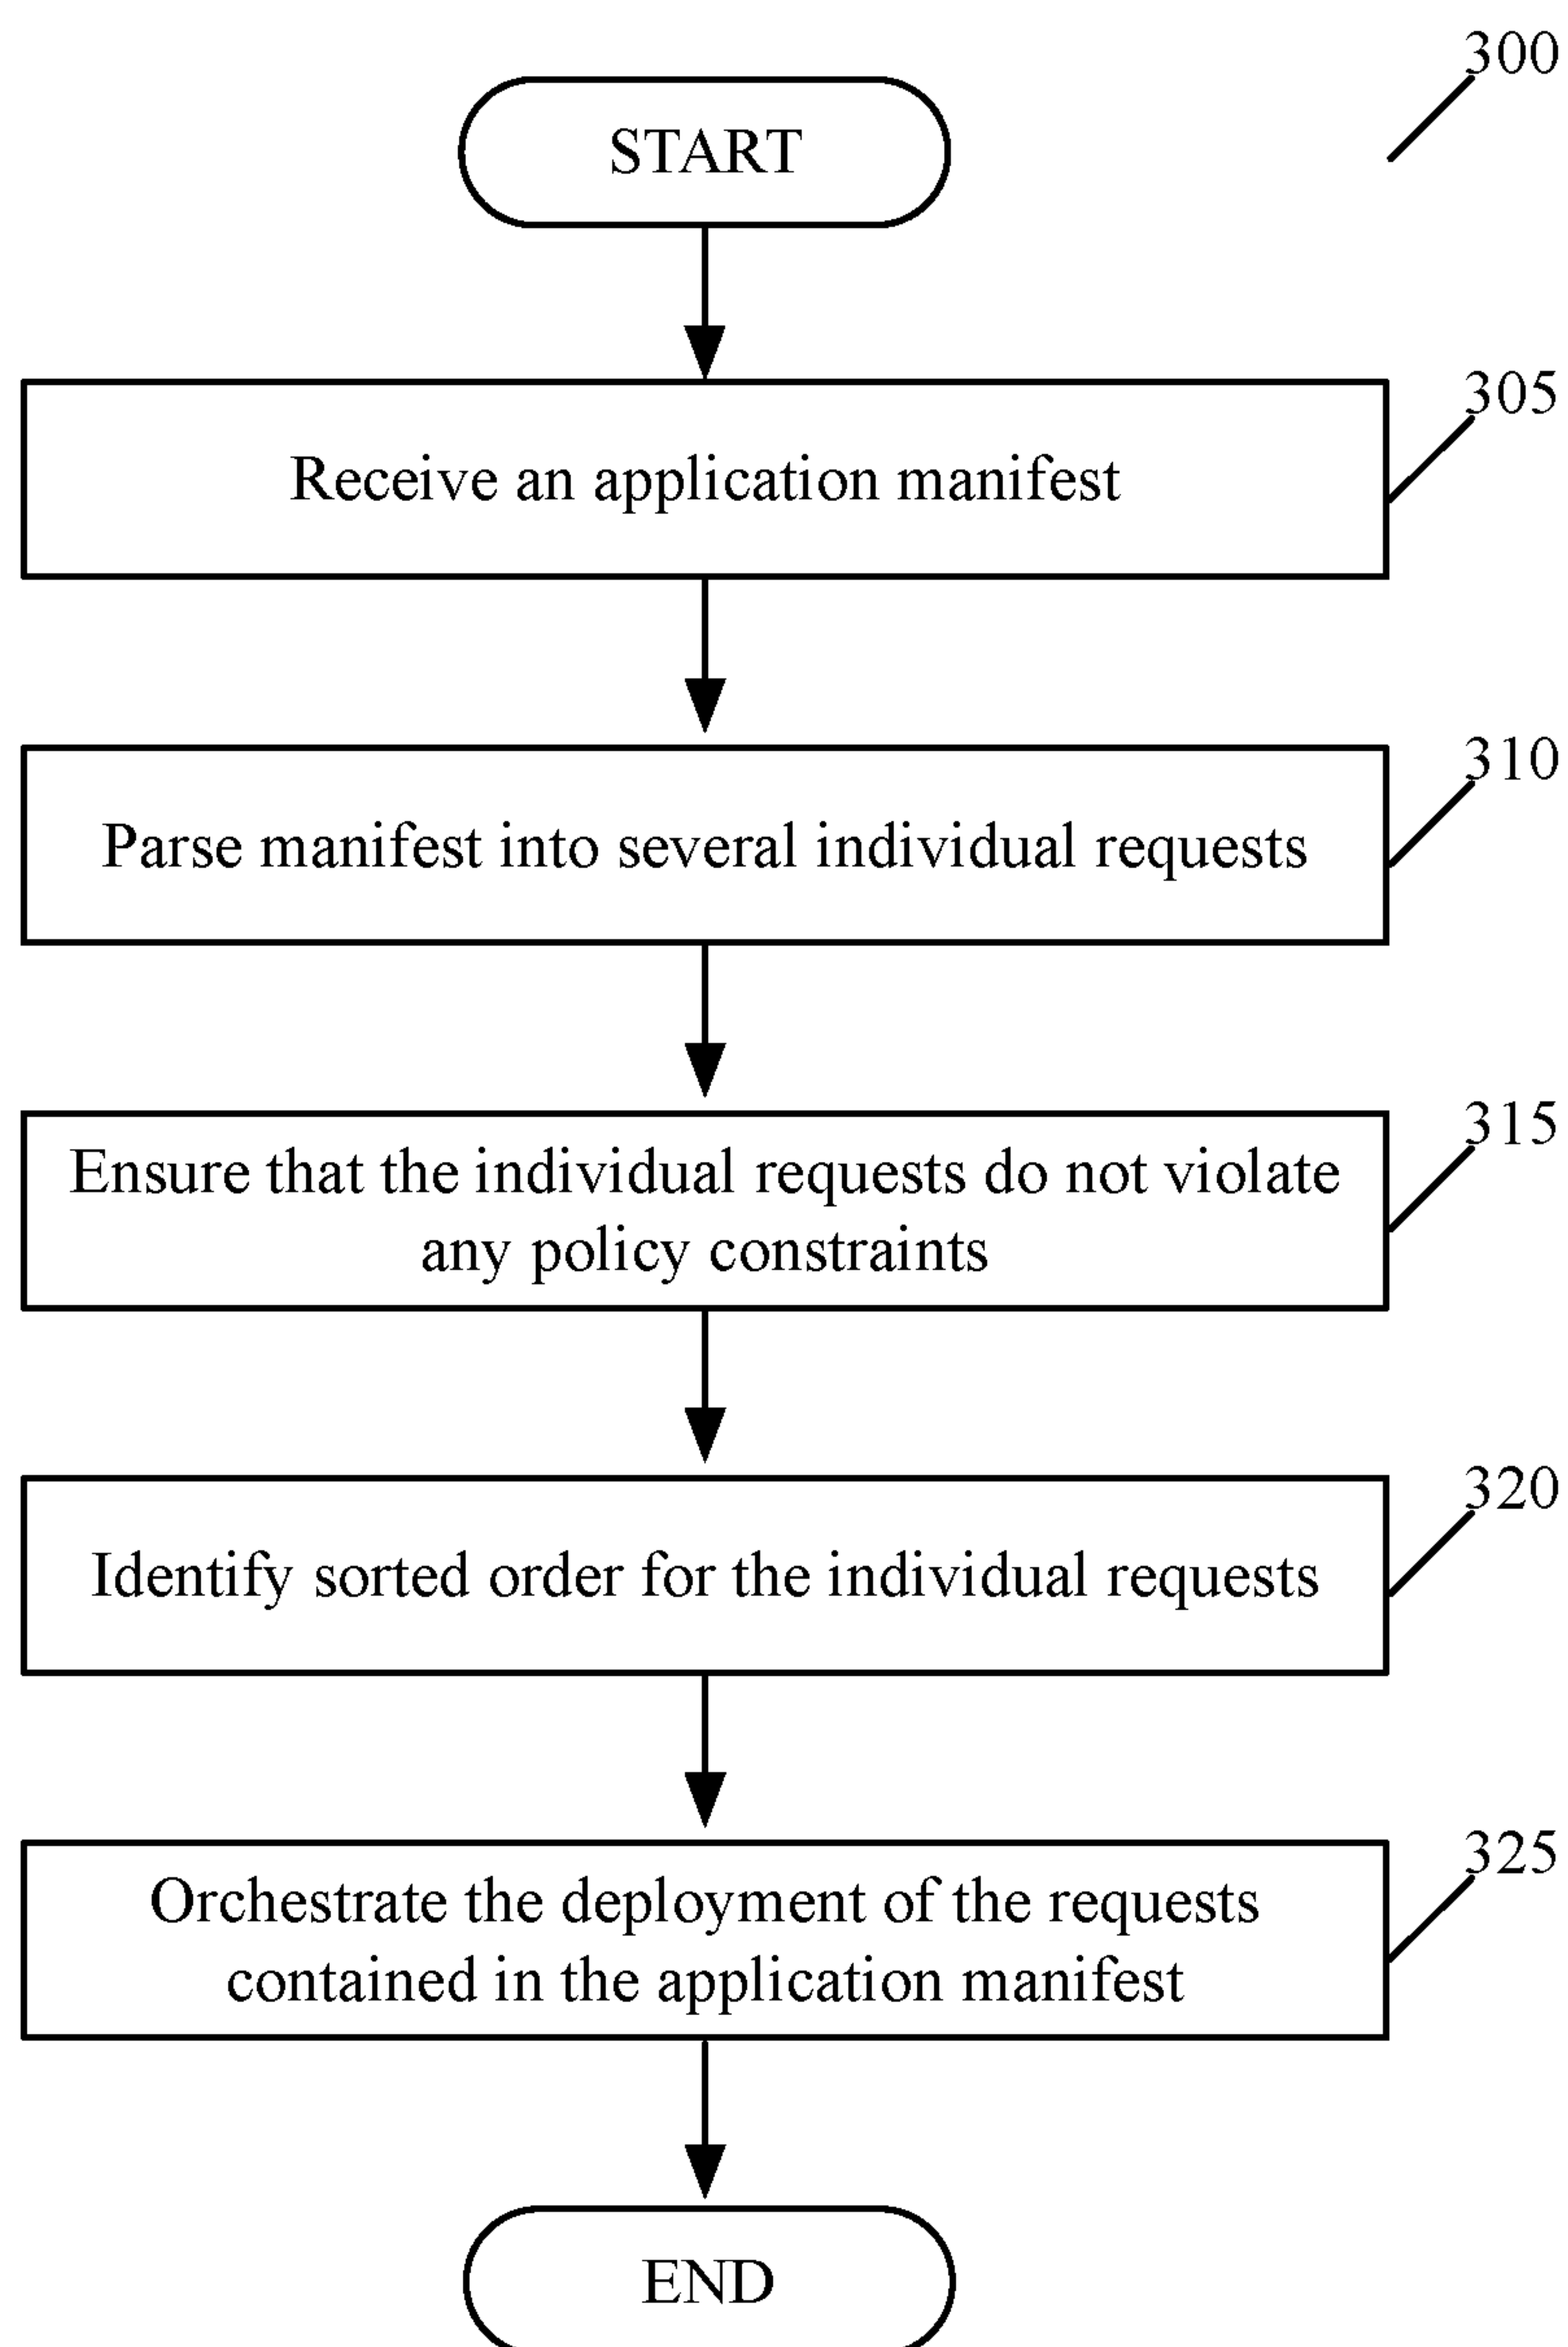 300
START
305
Receive an application manifest
310
Parse manifest into several individual requests
315
Ensure that the individual requests do not violate
any policy constraints
320
Identify sorted order for the individual requests
325
Orchestrate the deployment of the requests
contained in the application manifest
END